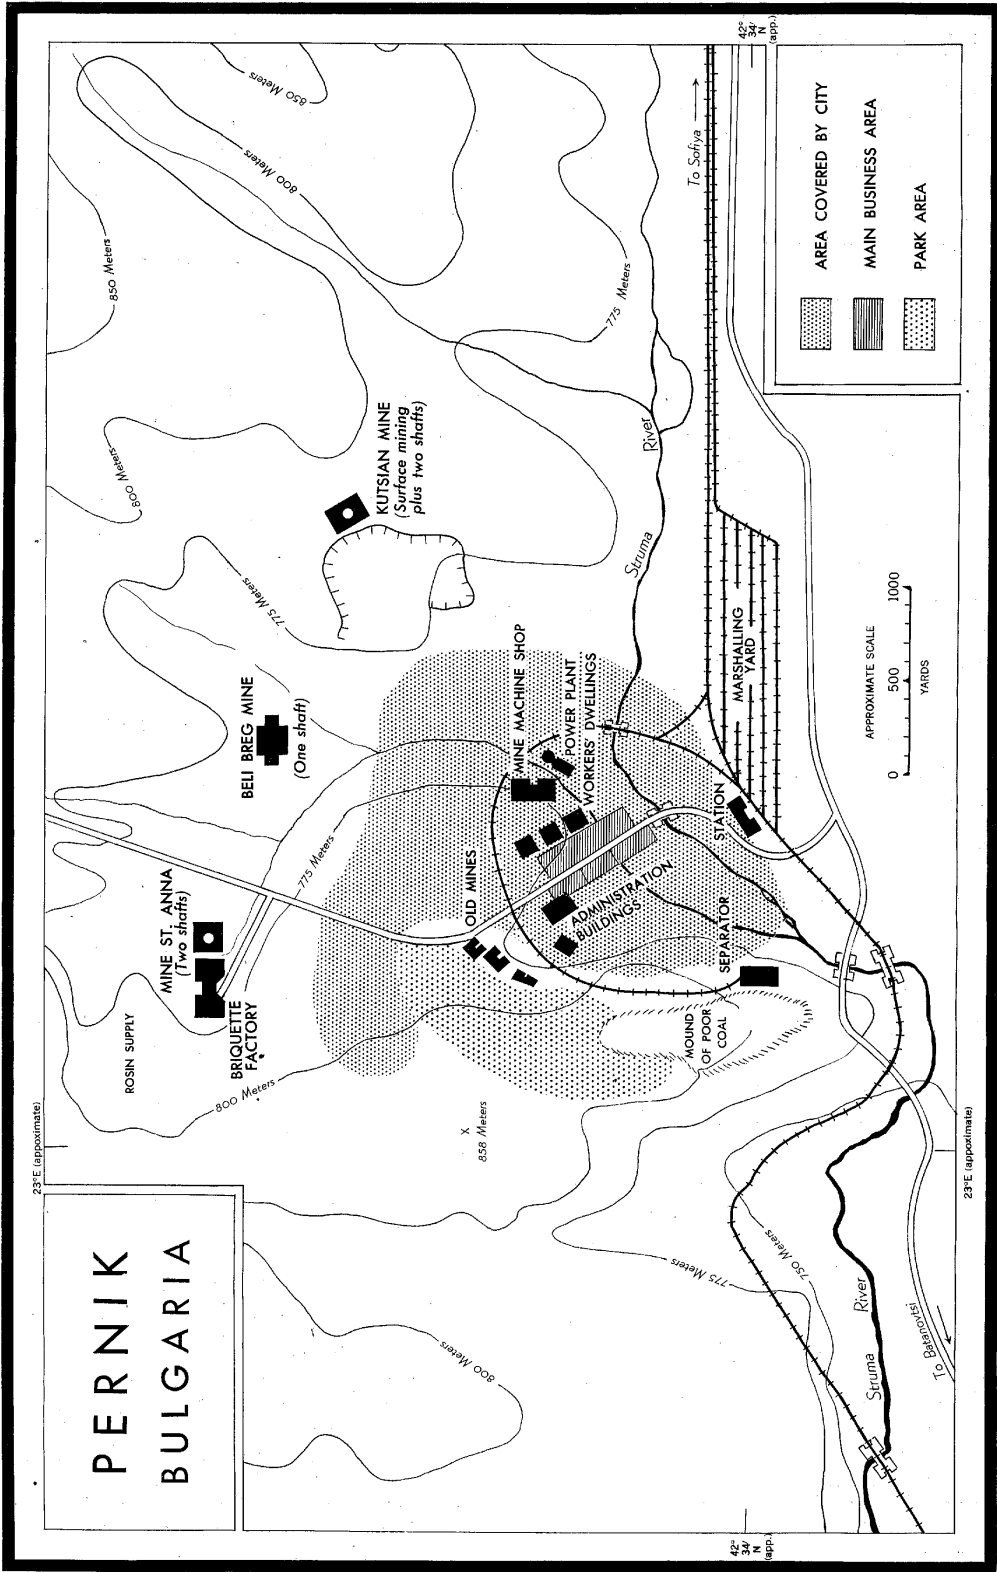 PERNIK
BULGARIA
23°E (appoximate)
ROSIN SUPPLY
MINE ST. ANNA
(Two shafts)
BRIQUETTE
FACTORY
BELI BREG MINE
(One shaft)
KUTSIAN MINE
(Surface mining
plus two shafts)
800 Meters
850 Meters
800 Meters
850 Meters
775 Meters
775 Meters
775 Meters
800 Meters
858 Meters
X
800 Meters
775 Meters
750 Meters
OLD MINES
MINE MACHINE SHOP
POWER PLANT
WORKERS' DWELLINGS
ADMINISTRATION
BUILDINGS
SEPARATOR
STATION
MOUND
OF POOR
COAL
MARSHALLING
YARD
Struma River
Struma River
To Sofiya
To Batanovtsi
42°
34'
N
(app.)
42°
34'
N
(app.)
23°E (appoximate)
APPROXIMATE SCALE
0 500 1000
YARDS
AREA COVERED BY CITY
MAIN BUSINESS AREA
PARK AREA